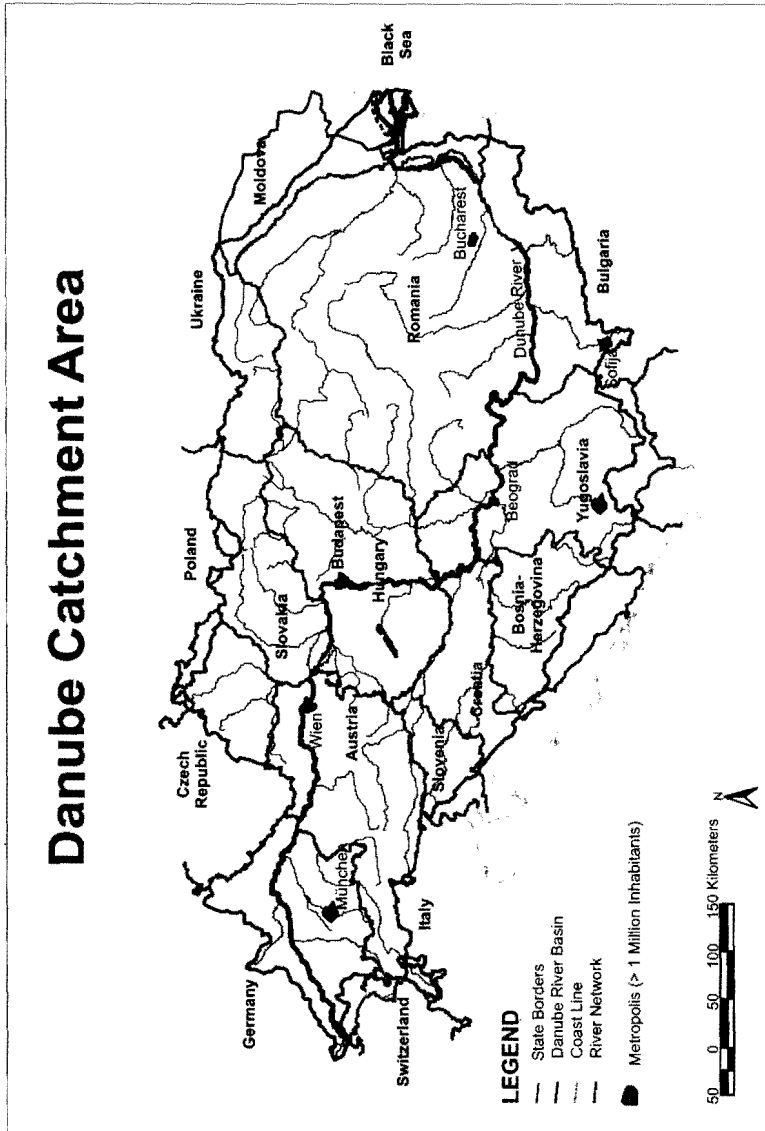 Danube Catchment Area
Poland
Ukraine
Czech
Republic
Moldova
Germany
Slovakia
Black
Sea
Wien
Budapest
München
Austria
Hungary
Romania
Switzerland
Italy
Slovenia
Croatia
Bucharest
Beograd
Dunube River
Bosnia-
Herzegovina
Yugoslavia
Bulgaria
Sofija
LEGEND
State Borders
Danube River Basin
Coast Line
River Network
Metropolis (> 1 Million Inhabitants)
50 0 50 100 150 Kilometers
N